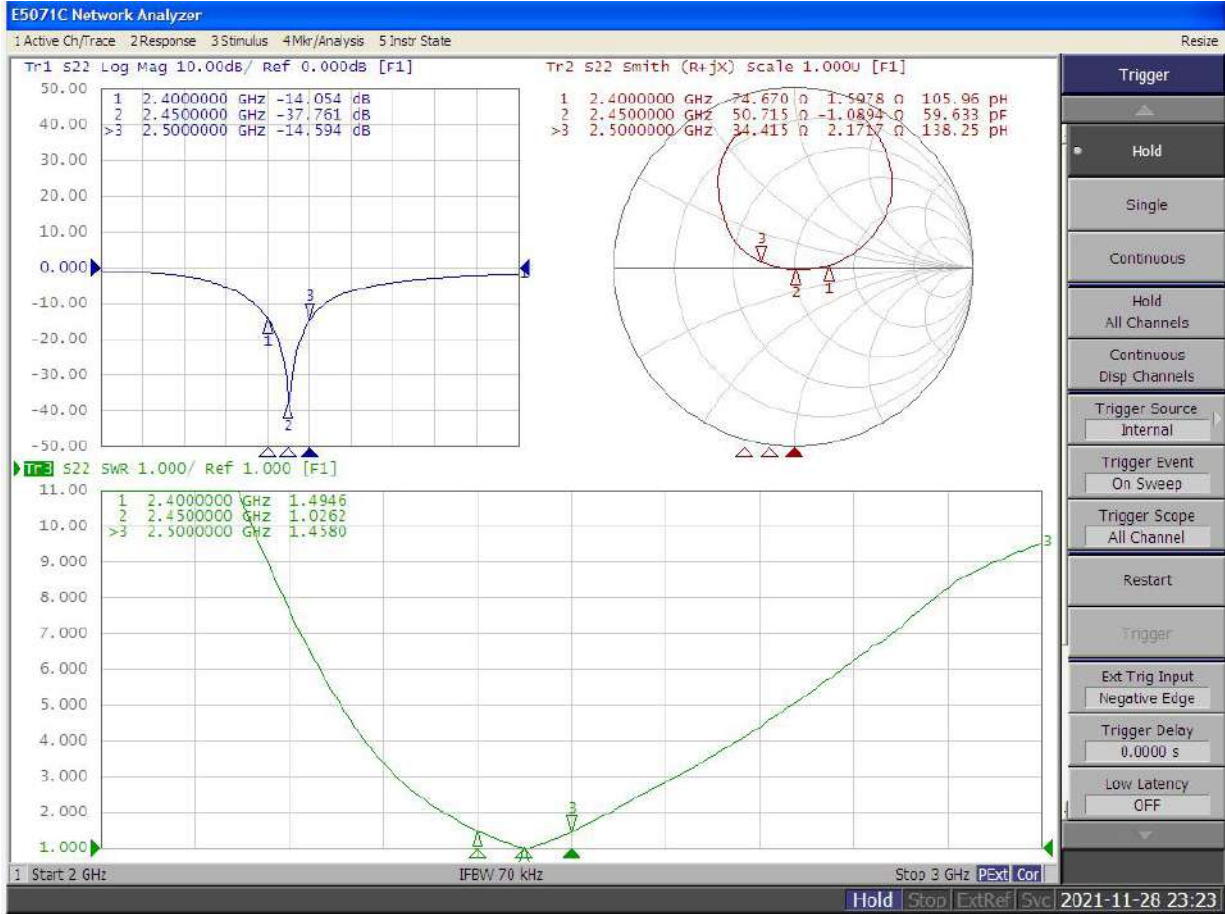 E5071C Network Analyzer
1 Active Ch/Trace 2 Response 3 Stimulus 4 Mkr/Analysis 5 Instr State Resize
Tr1 S22 Log Mag 10.00dB/ Ref 0.000dB [F1]
50.00
40.00
30.00
20.00
10.00
0.000
-10.00
-20.00
-30.00
-40.00
-50.00
1 2.4000000 GHz -14.054 dB
2 2.4500000 GHz -37.761 dB
>3 2.5000000 GHz -14.594 dB
3
1
2
1
Tr2 S22 Smith (R+jX) Scale 1.000U [F1]
1 2.4000000 GHz 74.670 Ω 1.5978 Ω 105.96 pH
2 2.4500000 GHz 50.715 Ω -1.0894 Ω 59.633 pF
>3 2.5000000 GHz 34.415 Ω 2.1717 Ω 138.25 pH
3
2
1
Tr3 S22 SWR 1.000/ Ref 1.000 [F1]
11.00
10.00
9.000
8.000
7.000
6.000
5.000
4.000
3.000
2.000
1.000
1 2.4000000 GHz 1.4946
2 2.4500000 GHz 1.0262
>3 2.5000000 GHz 1.4580
3
3
1 Start 2 GHz IFBW 70 kHz Stop 3 GHz PExt Cor
Trigger
Hold
Single
Continuous
Hold
All Channels
Continuous
Disp Channels
Trigger Source
Internal
Trigger Event
On Sweep
Trigger Scope
All Channel
Restart
Trigger
Ext Trig Input
Negative Edge
Trigger Delay
0.0000 s
Low Latency
OFF
Hold Stop ExtRef Svc 2021-11-28 23:23